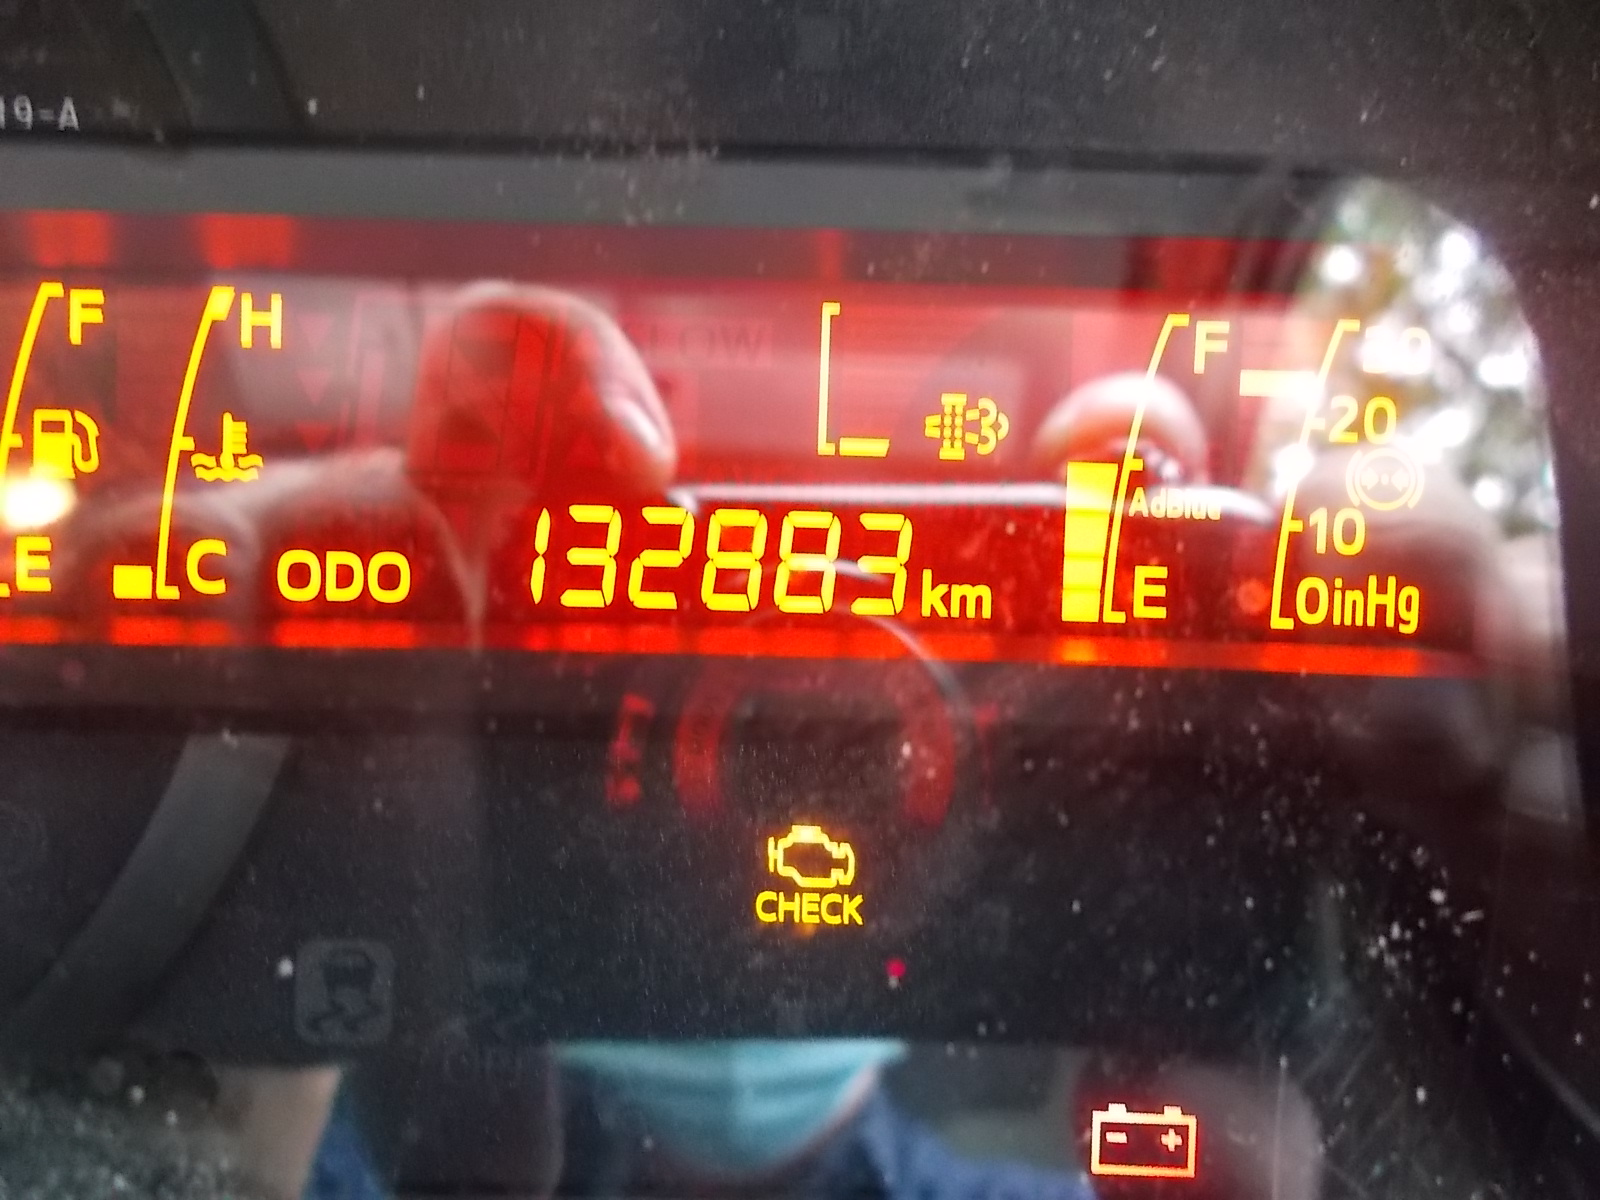 19-A
F
H
F
20
AdBlue
10
E
C
ODO
132883 km
E
0inHg
CHECK
- +